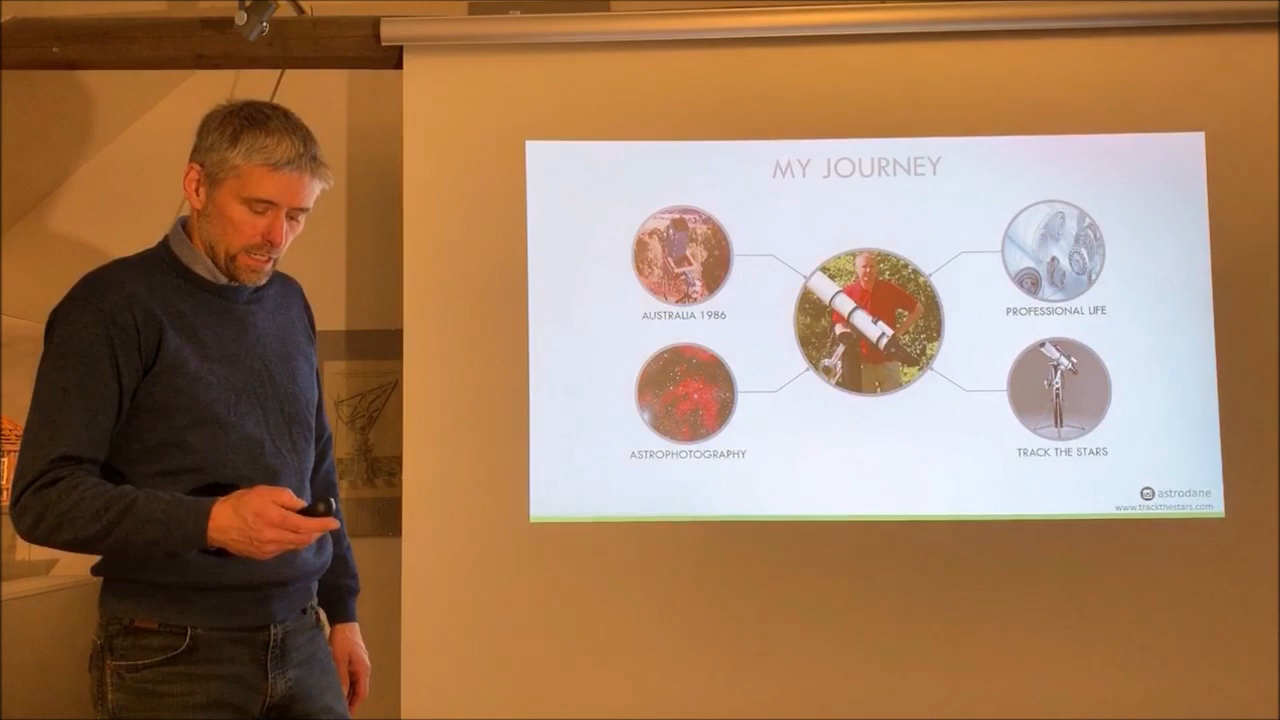 MY JOURNEY
AUSTRALIA 1986
PROFESSIONAL LIFE
ASTROPHOTOGRAPHY
TRACK THE STARS
astrodane
www.trackthestars.com